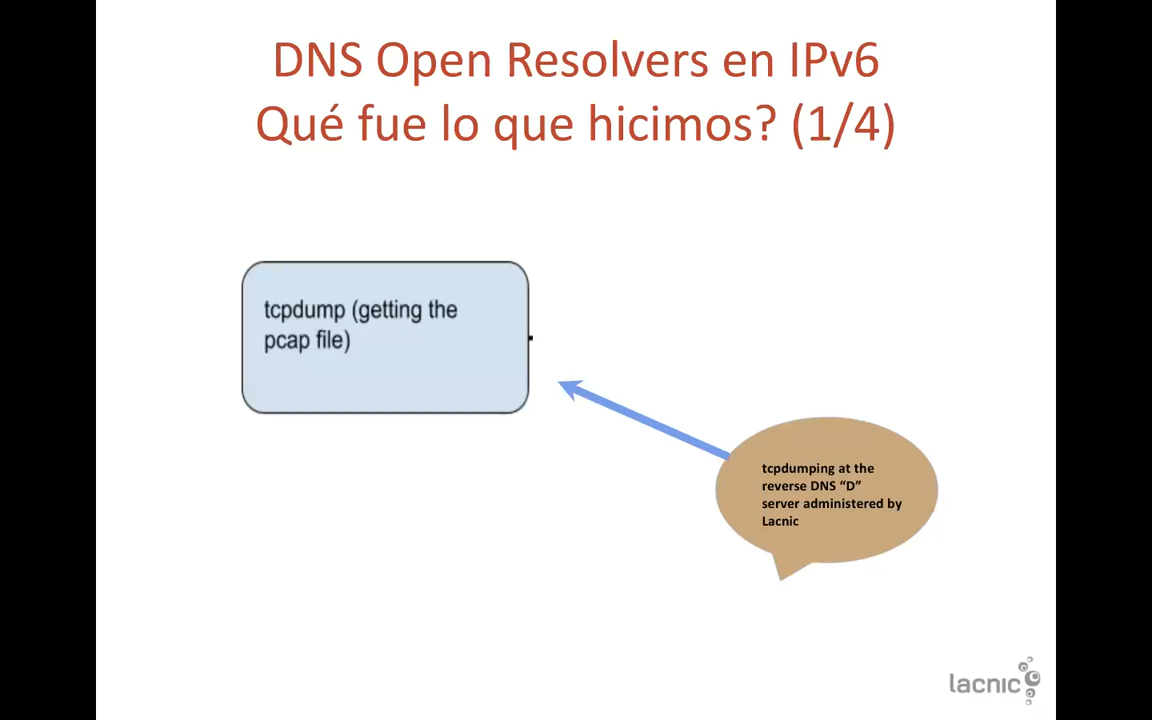 DNS Open Resolvers en IPv6
Qué fue lo que hicimos? (1/4)
tcpdump (getting the
pcap file)
tcpdumping at the
reverse DNS “D”
server administered by
Lacnic
lacnic